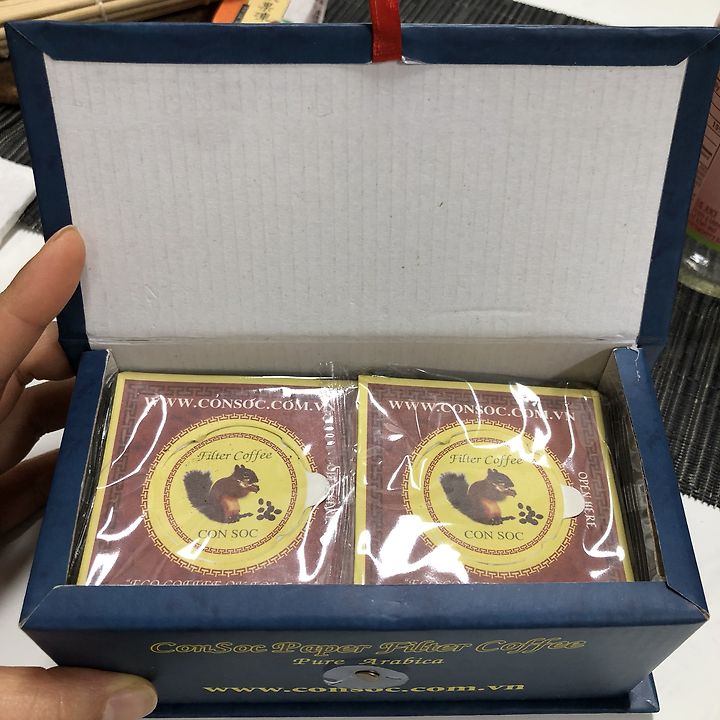 WWW.CONSOC.COM.V
Filter Coffee
CON SOC
WWW.CONSOC.COM.VN
Filter Coffee
CON SOC
OPEN HERE
ConSoc Paper Filter Coffee
Pure Arabica
www.consoc.com.vn